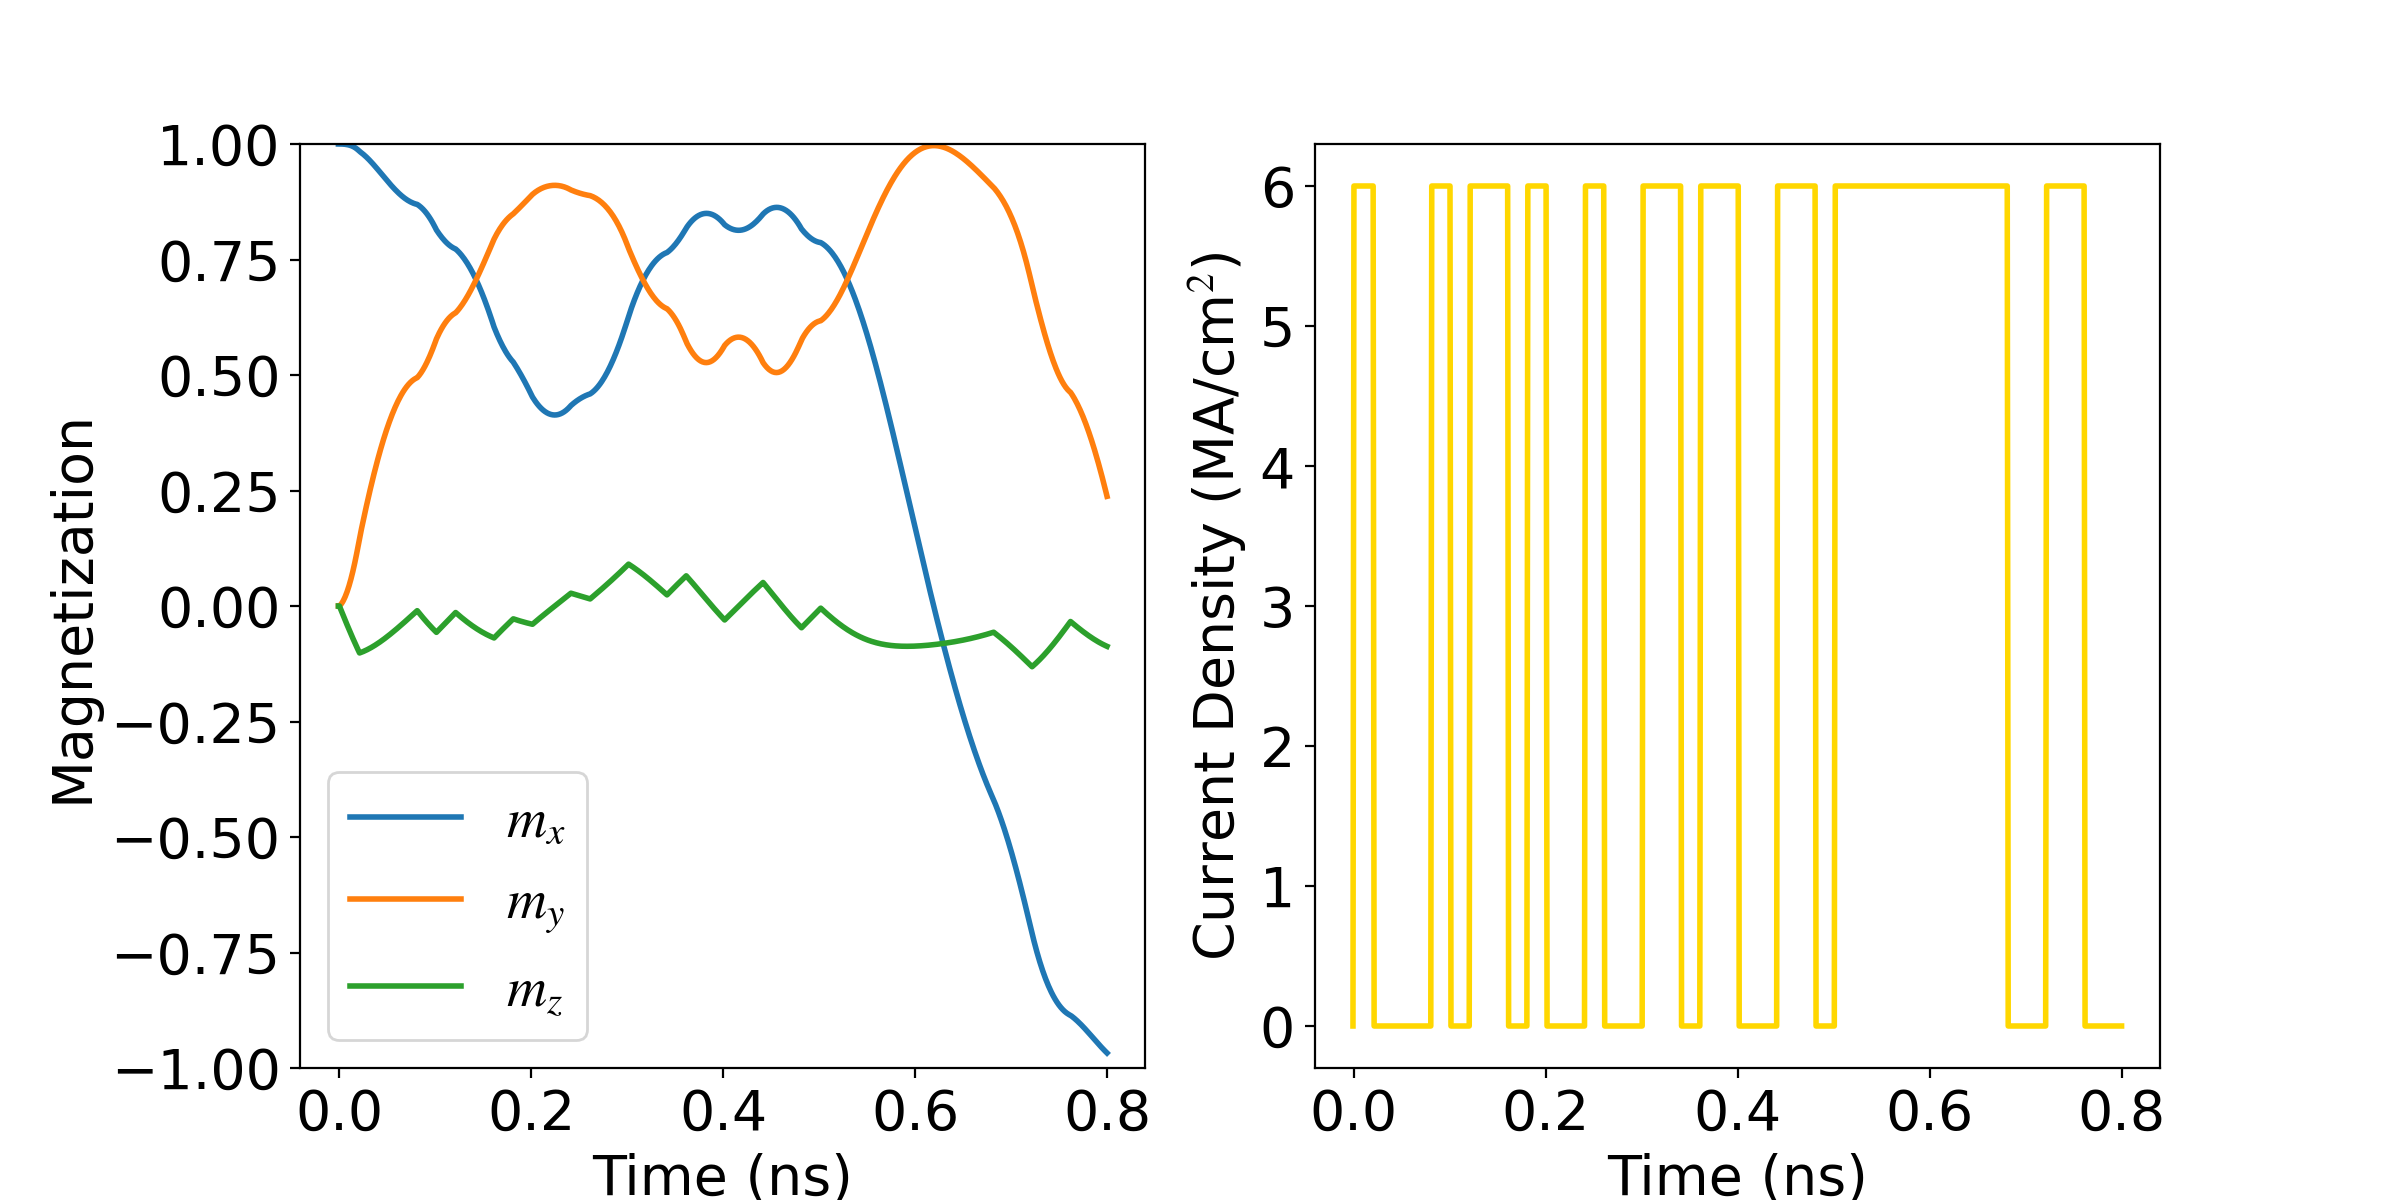 Magnetization
1.00
0.75
0.50
0.25
0.00
−0.25
−0.50
−0.75
−1.00
0.0 0.2 0.4 0.6 0.8
Time (ns)
m_x
m_y
m_z
Current Density (MA/cm²)
6
5
4
3
2
1
0
0.0 0.2 0.4 0.6 0.8
Time (ns)